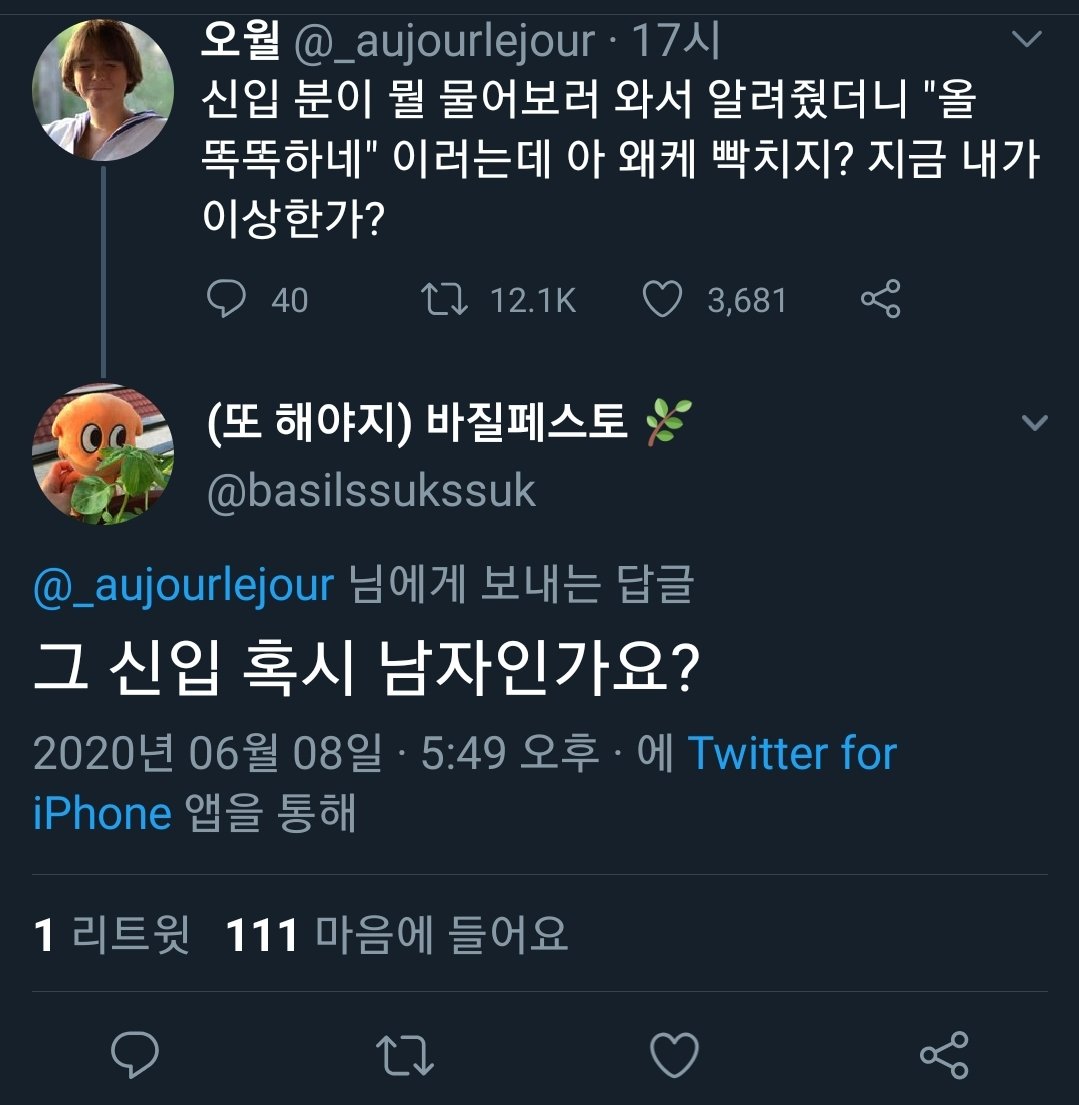 오월 @_aujourlejour · 17시
신입 분이 뭘 물어보러 와서 알려줬더니 "올
똑똑하네" 이러는데 아 왜케 빡치지? 지금 내가
이상한가?
40 12.1K 3,681
(또 해야지) 바질페스토 🌿
@basilssukssuk
@_aujourlejour 님에게 보내는 답글
그 신입 혹시 남자인가요?
2020년 06월 08일 · 5:49 오후 · 에 Twitter for
iPhone 앱을 통해
1 리트윗 111 마음에 들어요